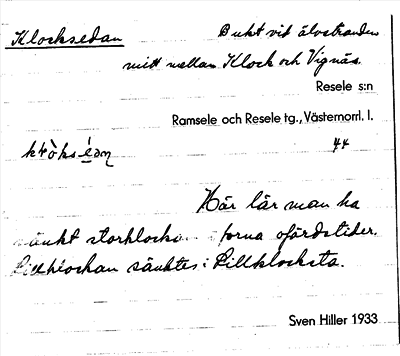 Klocksedan
Bukt vid älvstranden
mitt mellan Klock och Vignäs.
Resele s:n
Ramsele och Resele tg., Västernorrl. l.
44
Här lär man ha
sänkt storklockan forna ofärdstider.
Lillklockan sänktes i Lillklocksta.
Sven Hiller 1933